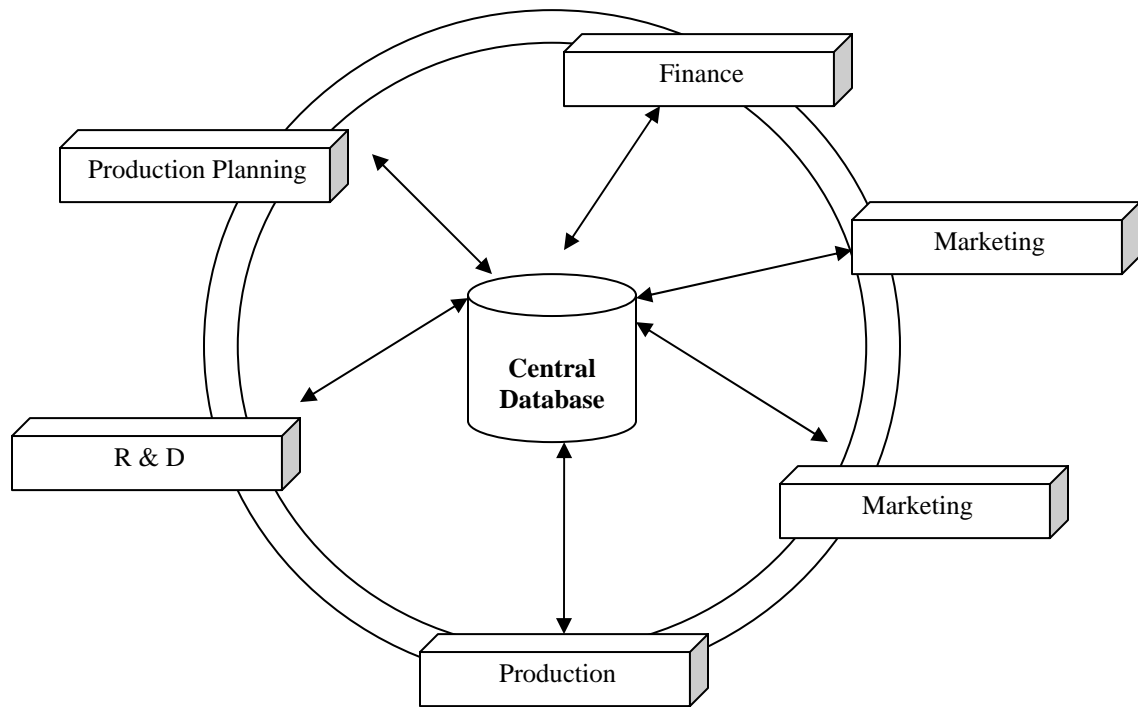 Finance
Production Planning
Marketing
Central
Database
R & D
Marketing
Production